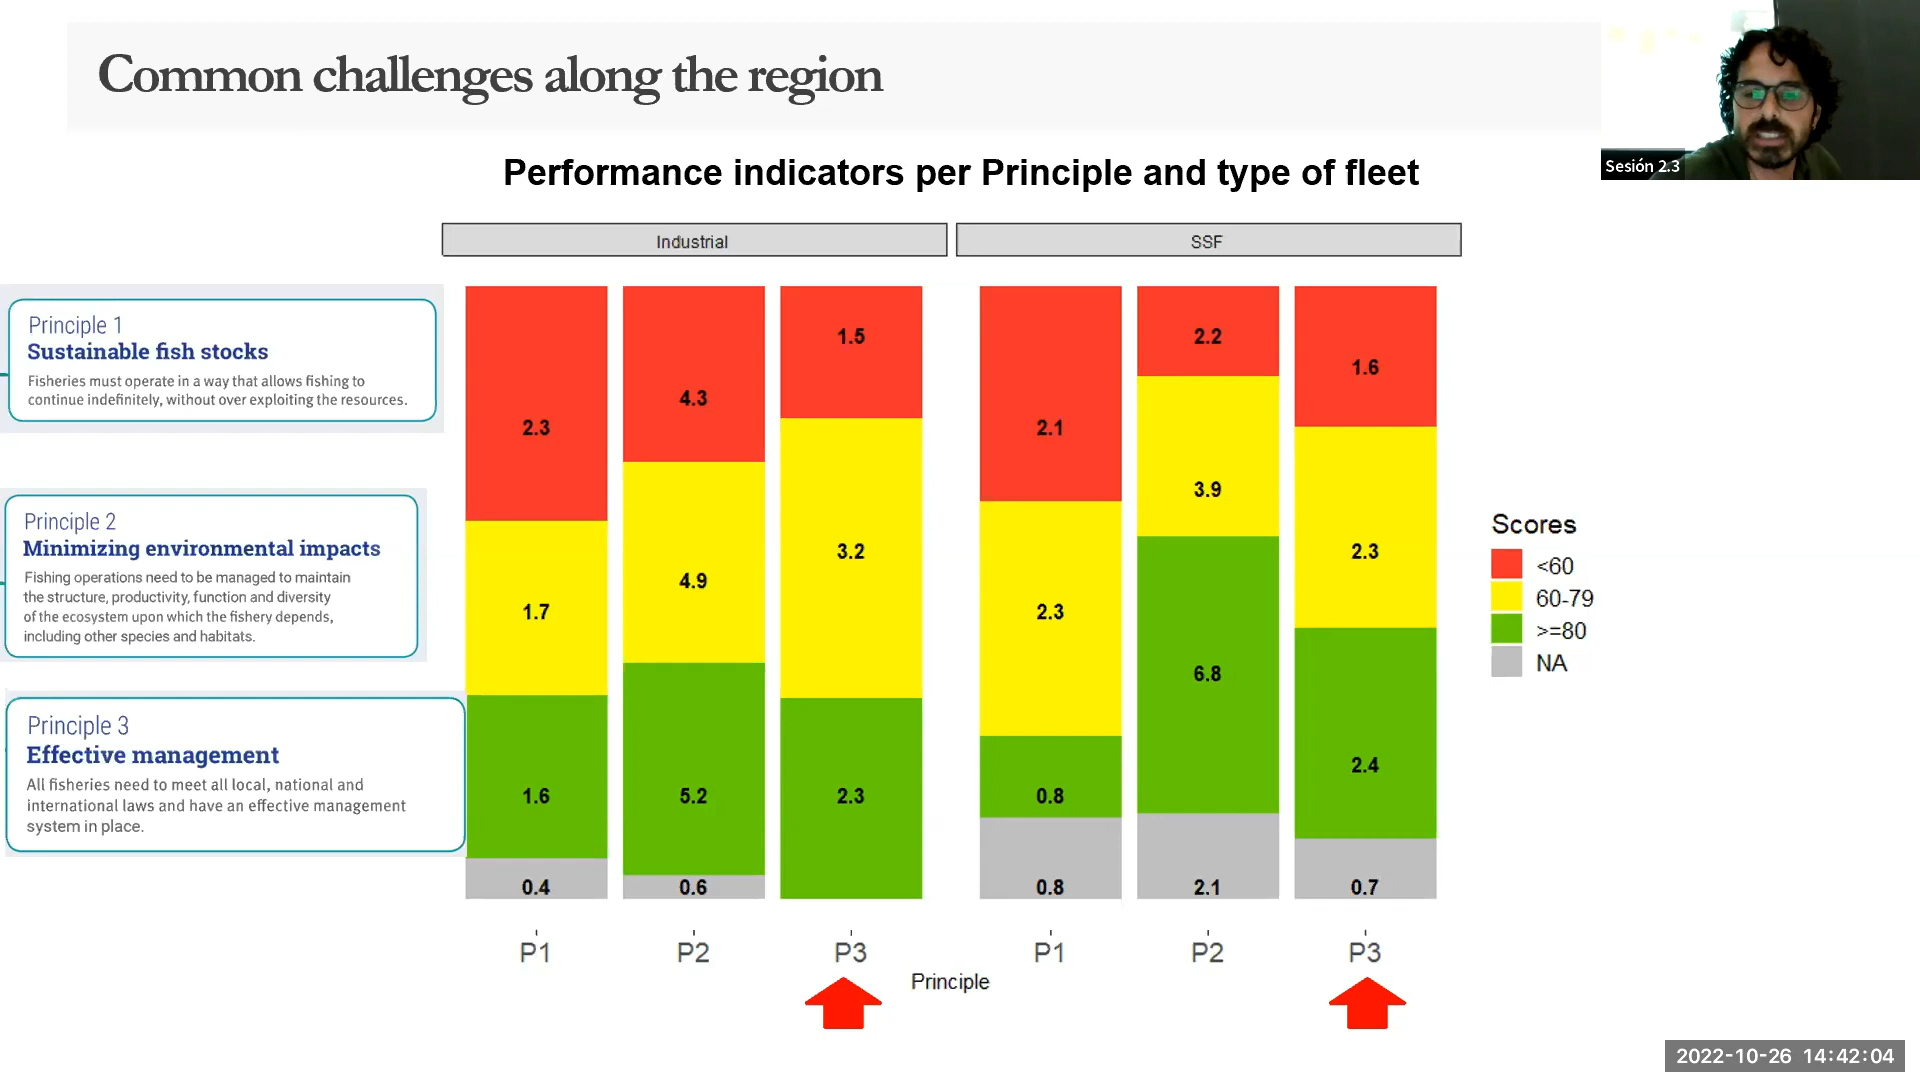 Common challenges along the region
Sesión 2.3
Performance indicators per Principle and type of fleet
Industrial
SSF
Principle 1
Sustainable fish stocks
Fisheries must operate in a way that allows fishing to
continue indefinitely, without over exploiting the resources.
Principle 2
Minimizing environmental impacts
Fishing operations need to be managed to maintain
the structure, productivity, function and diversity
of the ecosystem upon which the fishery depends,
including other species and habitats.
Principle 3
Effective management
All fisheries need to meet all local, national and
international laws and have an effective management
system in place.
2.3
1.7
1.6
0.4
4.3
4.9
5.2
0.6
1.5
3.2
2.3
2.1
2.3
0.8
0.8
2.2
3.9
6.8
2.1
1.6
2.3
2.4
0.7
P1
P2
P3
P1
P2
P3
Principle
Scores
<60
60-79
>=80
NA
2022-10-26 14:42:04